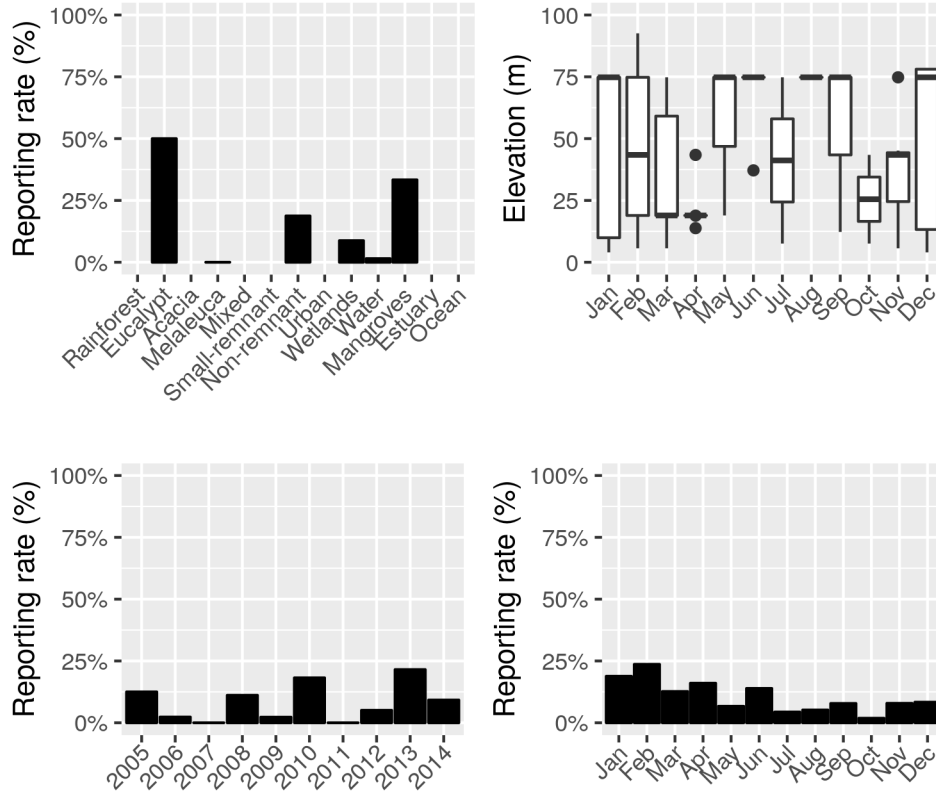 Reporting rate (%)
100%
75%
50%
25%
0%
Rainforest
Eucalypt
Acacia
Melaleuca
Mixed
Small-remnant
Non-remnant
Urban
Wetlands
Water
Mangroves
Estuary
Ocean
Elevation (m)
100
75
50
25
0
Jan
Feb
Mar
Apr
May
Jun
Jul
Aug
Sep
Oct
Nov
Dec
Reporting rate (%)
100%
75%
50%
25%
0%
2005
2006
2007
2008
2009
2010
2011
2012
2013
2014
Reporting rate (%)
100%
75%
50%
25%
0%
Jan
Feb
Mar
Apr
May
Jun
Jul
Aug
Sep
Oct
Nov
Dec